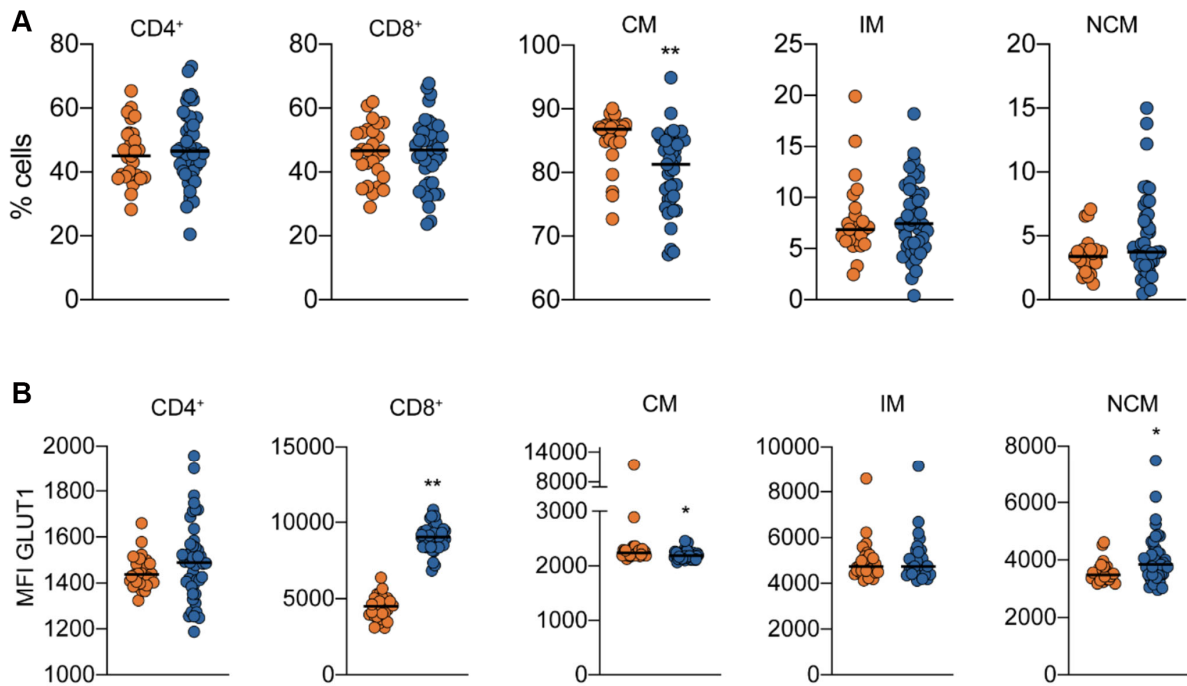 A
CD4⁺ CD8⁺ CM IM NCM
80 80 100 25 20
**
20
60 60 90 15
15
% cells 40 40 80 10
10
20 20 70 5
5
0 0 60 0 0
B
CD4⁺ CD8⁺ CM IM NCM
2000 15000 14000 10000 8000
*
8000
1800 ** 8000
3000 * 6000
1600 10000
MFI GLUT1 2000 6000 4000
1400 4000
5000
1000 2000
1200 2000
1000 0 0 0 0